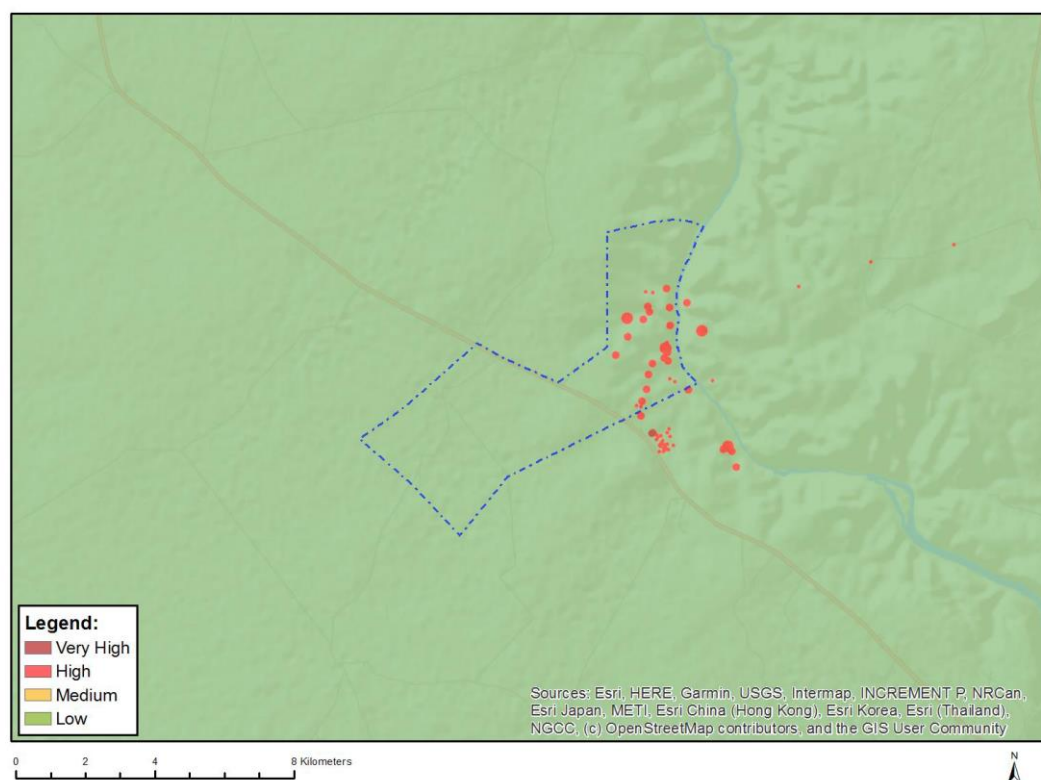 Legend:
Very High
High
Medium
Low
Sources: Esri, HERE, Garmin, USGS, Intermap, INCREMENT P, NRCan,
Esri Japan, METI, Esri China (Hong Kong), Esri Korea, Esri (Thailand),
NGCC, (c) OpenStreetMap contributors, and the GIS User Community
0 2 4 8 Kilometers
N